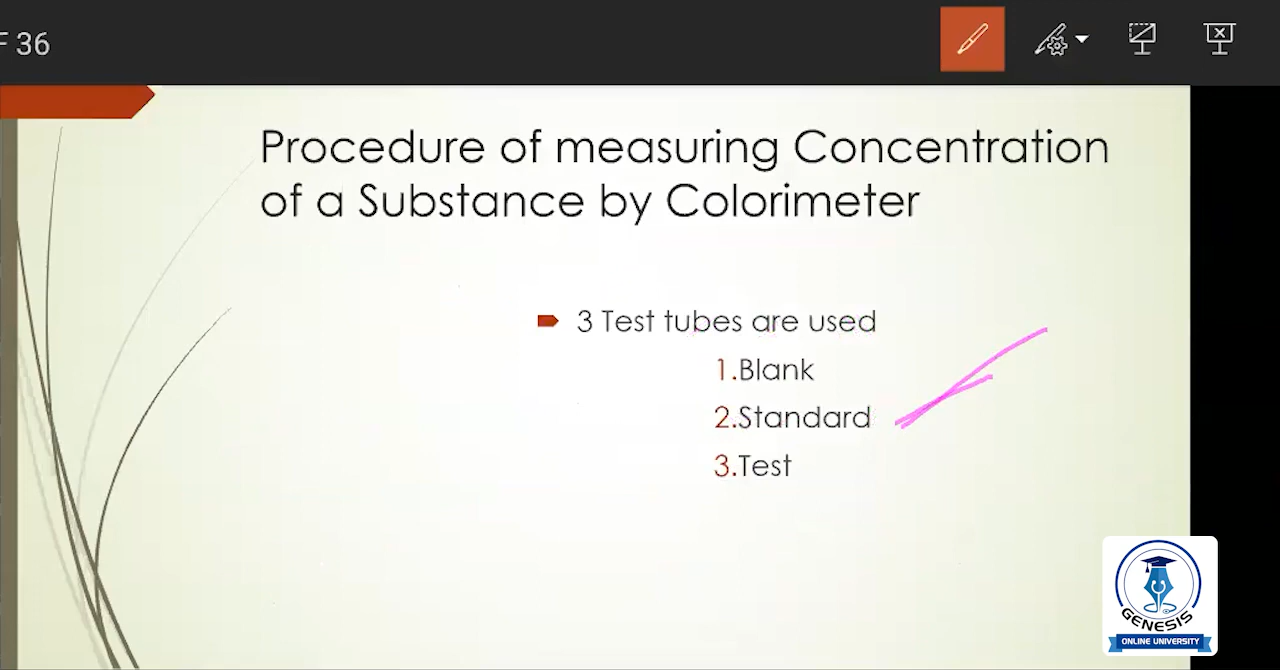 F 36
Procedure of measuring Concentration
of a Substance by Colorimeter
3 Test tubes are used
1.Blank
2.Standard
3.Test
GENESIS
ONLINE UNIVERSITY